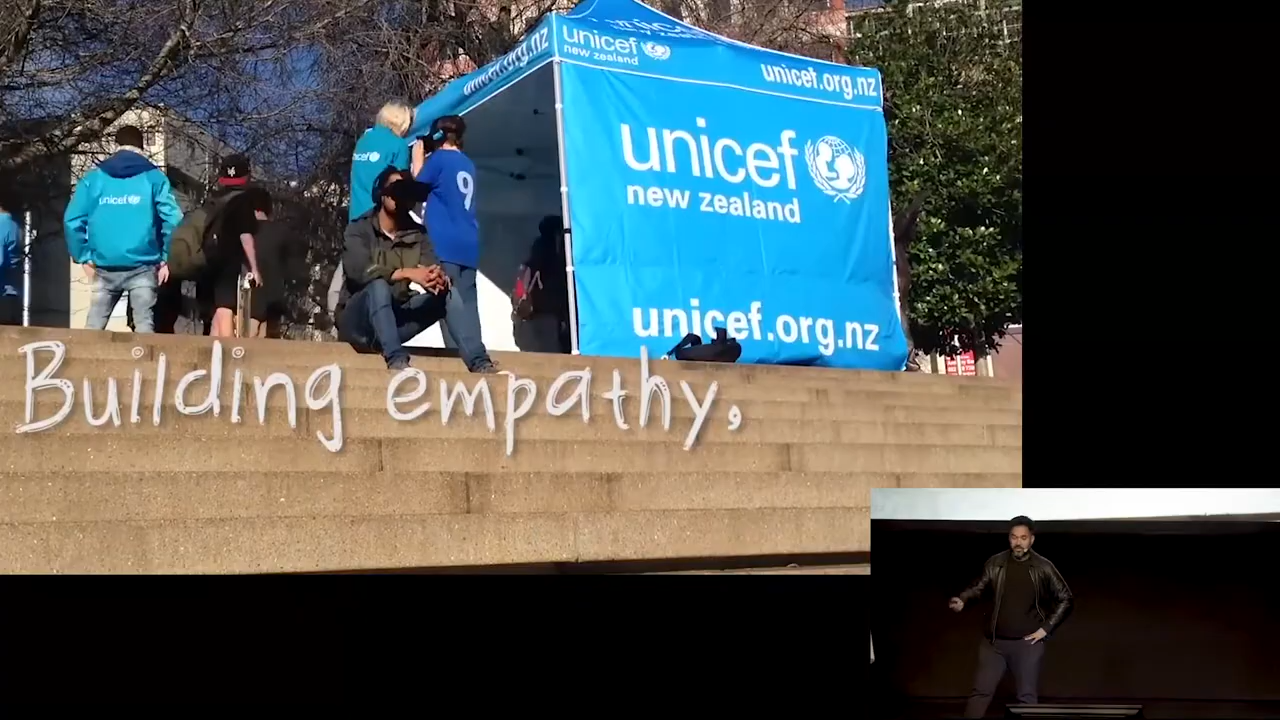 unicef
new zealand
unicef.org.nz
unicef.org.nz
unicef
new zealand
unicef.org.nz
unicef
unicef
9
Building empathy,